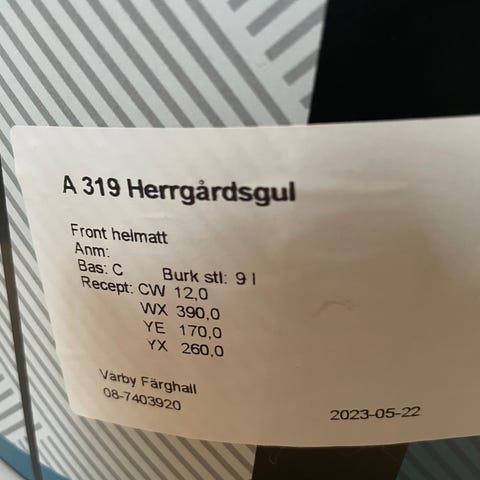 A 319 Herrgårdsgul
Front helmatt
Anm:
Bas: C Burk stl: 9 l
Recept: CW 12,0
WX 390,0
YE 170,0
YX 260,0
Vårby Färghall
08-7403920
2023-05-22